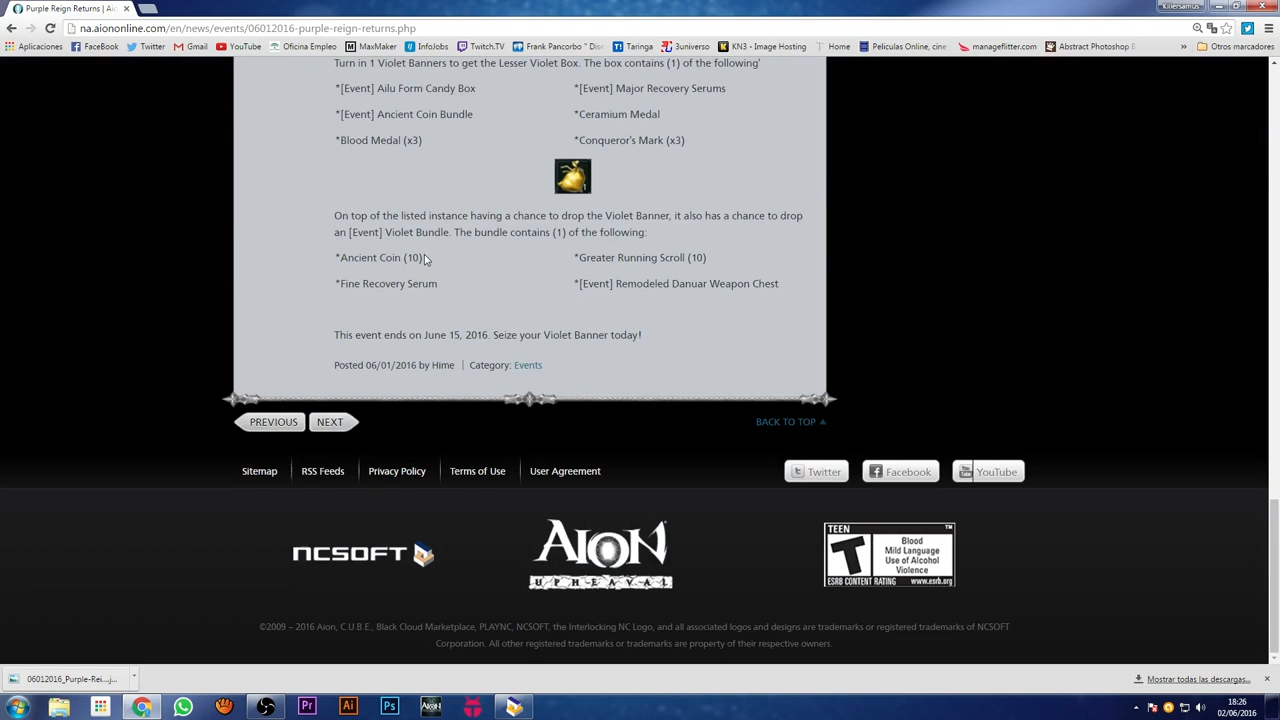 Purple Reign Returns | Aio
Killersamus
na.aiononline.com/en/news/events/06012016-purple-reign-returns.php
Aplicaciones FaceBook Twitter Gmail YouTube Oficina Empleo MaxMaker InfoJobs Twitch.TV Frank Pancorbo " Dise Taringa 3universo KN3 - Image Hosting Home Peliculas Online, cine manageflitter.com Abstract Photoshop B » Otros marcadores
Turn in 1 Violet Banners to get the Lesser Violet Box. The box contains (1) of the following'
*[Event] Ailu Form Candy Box *[Event] Major Recovery Serums
*[Event] Ancient Coin Bundle *Ceramium Medal
*Blood Medal (x3) *Conqueror's Mark (x3)
1
On top of the listed instance having a chance to drop the Violet Banner, it also has a chance to drop
an [Event] Violet Bundle. The bundle contains (1) of the following:
*Ancient Coin (10) *Greater Running Scroll (10)
*Fine Recovery Serum *[Event] Remodeled Danuar Weapon Chest
This event ends on June 15, 2016. Seize your Violet Banner today!
Posted 06/01/2016 by Hime | Category: Events
PREVIOUS NEXT BACK TO TOP
Sitemap RSS Feeds Privacy Policy Terms of Use User Agreement Twitter Facebook YouTube
NCSOFT
AION
UPHEAVAL
TEEN
T
Blood
Mild Language
Use of Alcohol
Violence
ESRB CONTENT RATING www.esrb.org
©2009 – 2016 Aion, C.U.B.E., Black Cloud Marketplace, PLAYNC, NCSOFT, the Interlocking NC Logo, and all associated logos and designs are trademarks or registered trademarks of NCSOFT
Corporation. All other registered trademarks or trademarks are property of their respective owners.
06012016_Purple-Rei....j... Mostrar todas las descargas...
Pr Ai Ps AION
18:26
02/06/2016